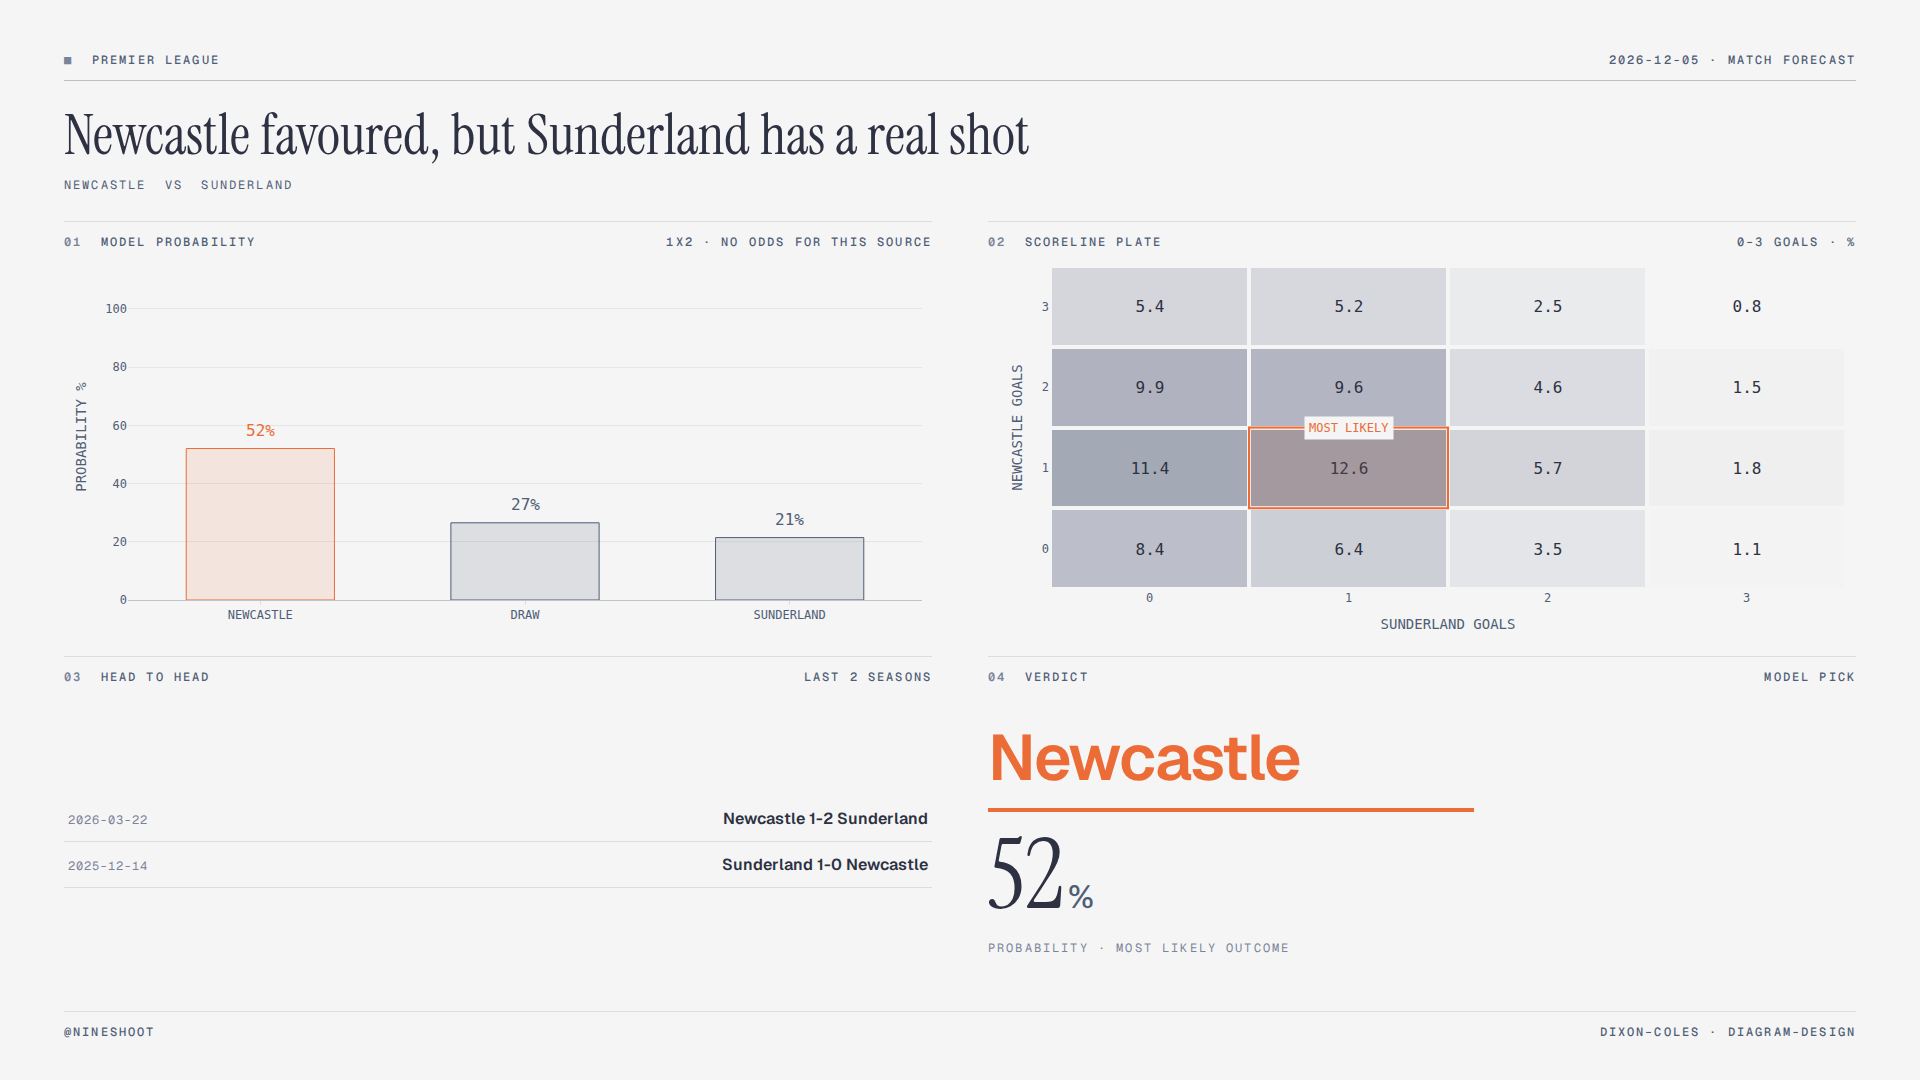 ■ PREMIER LEAGUE
2026-12-05 · MATCH FORECAST
Newcastle favoured, but Sunderland has a real shot
NEWCASTLE VS SUNDERLAND
01 MODEL PROBABILITY
1X2 · NO ODDS FOR THIS SOURCE
PROBABILITY %
100
80
60
40
20
0
52%
27%
21%
NEWCASTLE
DRAW
SUNDERLAND
02 SCORELINE PLATE
0-3 GOALS · %
NEWCASTLE GOALS
3 5.4 5.2 2.5 0.8
2 9.9 9.6 4.6 1.5
MOST LIKELY
1 11.4 12.6 5.7 1.8
0 8.4 6.4 3.5 1.1
0 1 2 3
SUNDERLAND GOALS
03 HEAD TO HEAD
LAST 2 SEASONS
2026-03-22 Newcastle 1-2 Sunderland
2025-12-14 Sunderland 1-0 Newcastle
04 VERDICT
MODEL PICK
Newcastle
52%
PROBABILITY · MOST LIKELY OUTCOME
@NINESHOOT
DIXON-COLES · DIAGRAM-DESIGN